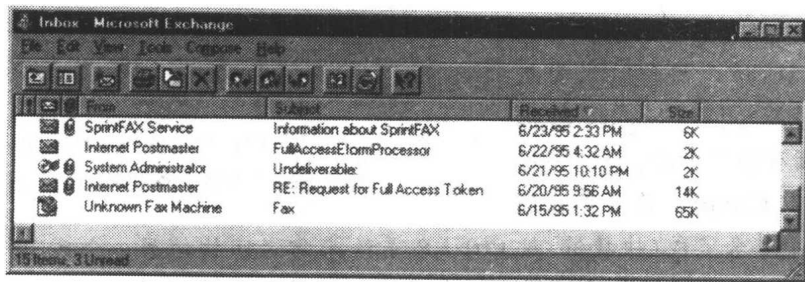 Inbox - Microsoft Exchange
File Edit View Tools Compose Help
! From Subject Received Size
SprintFAX Service Information about SprintFAX 6/23/95 2:33 PM 6K
Internet Postmaster FullAccessEformProcessor 6/22/95 4:32 AM 2K
System Administrator Undeliverable: 6/21/95 10:10 PM 2K
Internet Postmaster RE: Request for Full Access Token 6/20/95 9:56 AM 14K
Unknown Fax Machine Fax 6/15/95 1:32 PM 65K
15 Items, 3 Unread